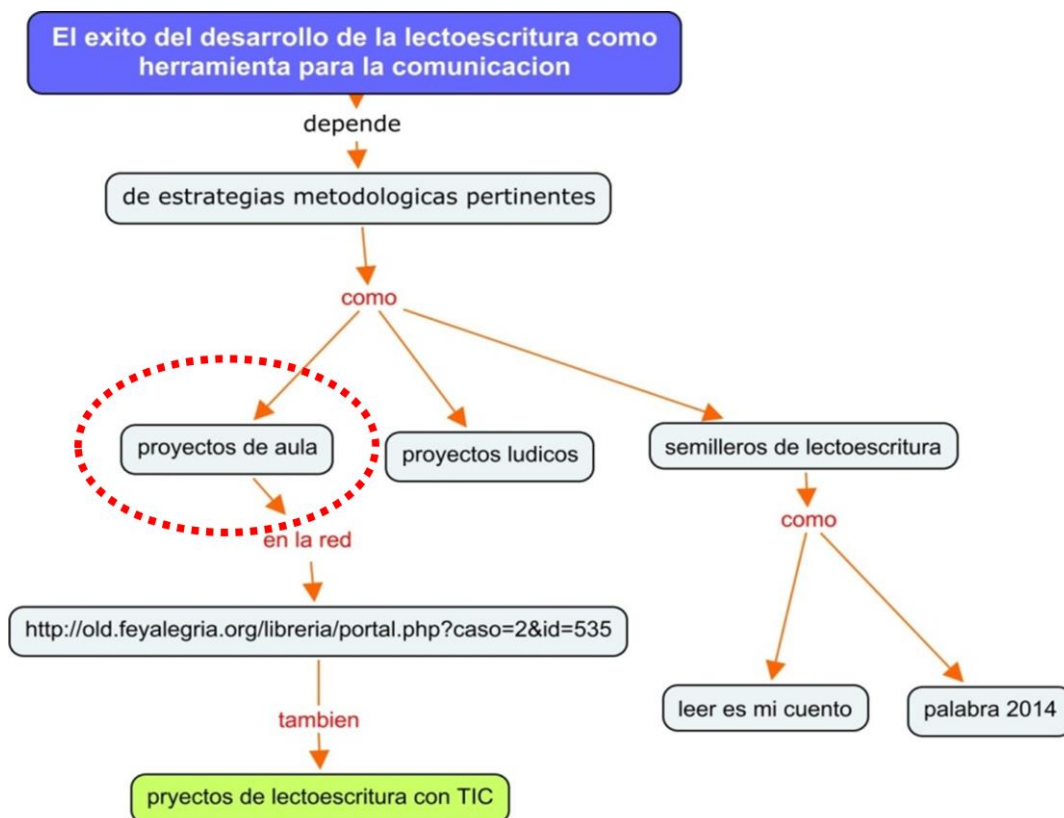 El exito del desarrollo de la lectoescritura como
herramienta para la comunicacion
depende
de estrategias metodologicas pertinentes
como
proyectos de aula
proyectos ludicos
semilleros de lectoescritura
en la red
como
http://old.feyalegria.org/libreria/portal.php?caso=2&id=535
leer es mi cuento
palabra 2014
tambien
pryectos de lectoescritura con TIC